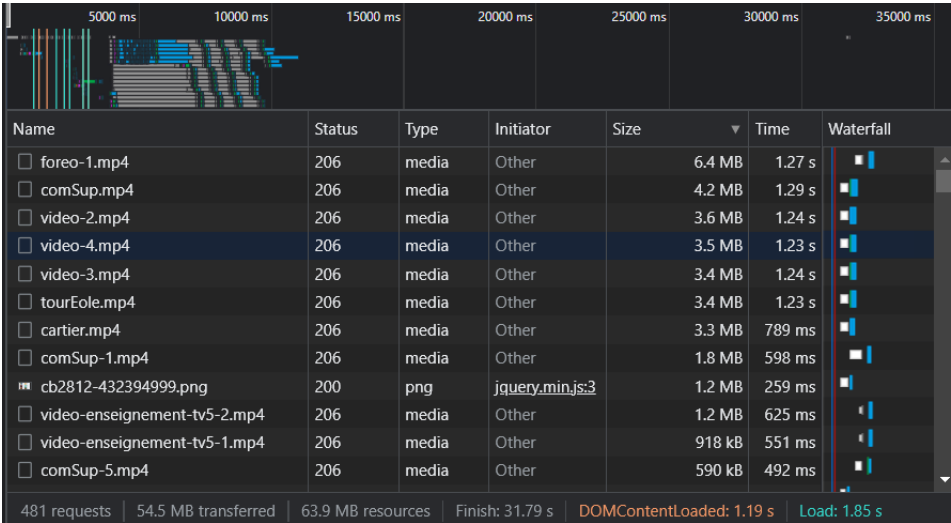 5000 ms 10000 ms 15000 ms 20000 ms 25000 ms 30000 ms 35000 ms
Name Status Type Initiator Size Time Waterfall
foreo-1.mp4 206 media Other 6.4 MB 1.27 s
comSup.mp4 206 media Other 4.2 MB 1.29 s
video-2.mp4 206 media Other 3.6 MB 1.24 s
video-4.mp4 206 media Other 3.5 MB 1.23 s
video-3.mp4 206 media Other 3.4 MB 1.24 s
tourEole.mp4 206 media Other 3.4 MB 1.23 s
cartier.mp4 206 media Other 3.3 MB 789 ms
comSup-1.mp4 206 media Other 1.8 MB 598 ms
cb2812-432394999.png 200 png jquery.min.js:3 1.2 MB 259 ms
video-enseignement-tv5-2.mp4 206 media Other 1.2 MB 625 ms
video-enseignement-tv5-1.mp4 206 media Other 918 kB 551 ms
comSup-5.mp4 206 media Other 590 kB 492 ms
481 requests 54.5 MB transferred 63.9 MB resources Finish: 31.79 s DOMContentLoaded: 1.19 s Load: 1.85 s